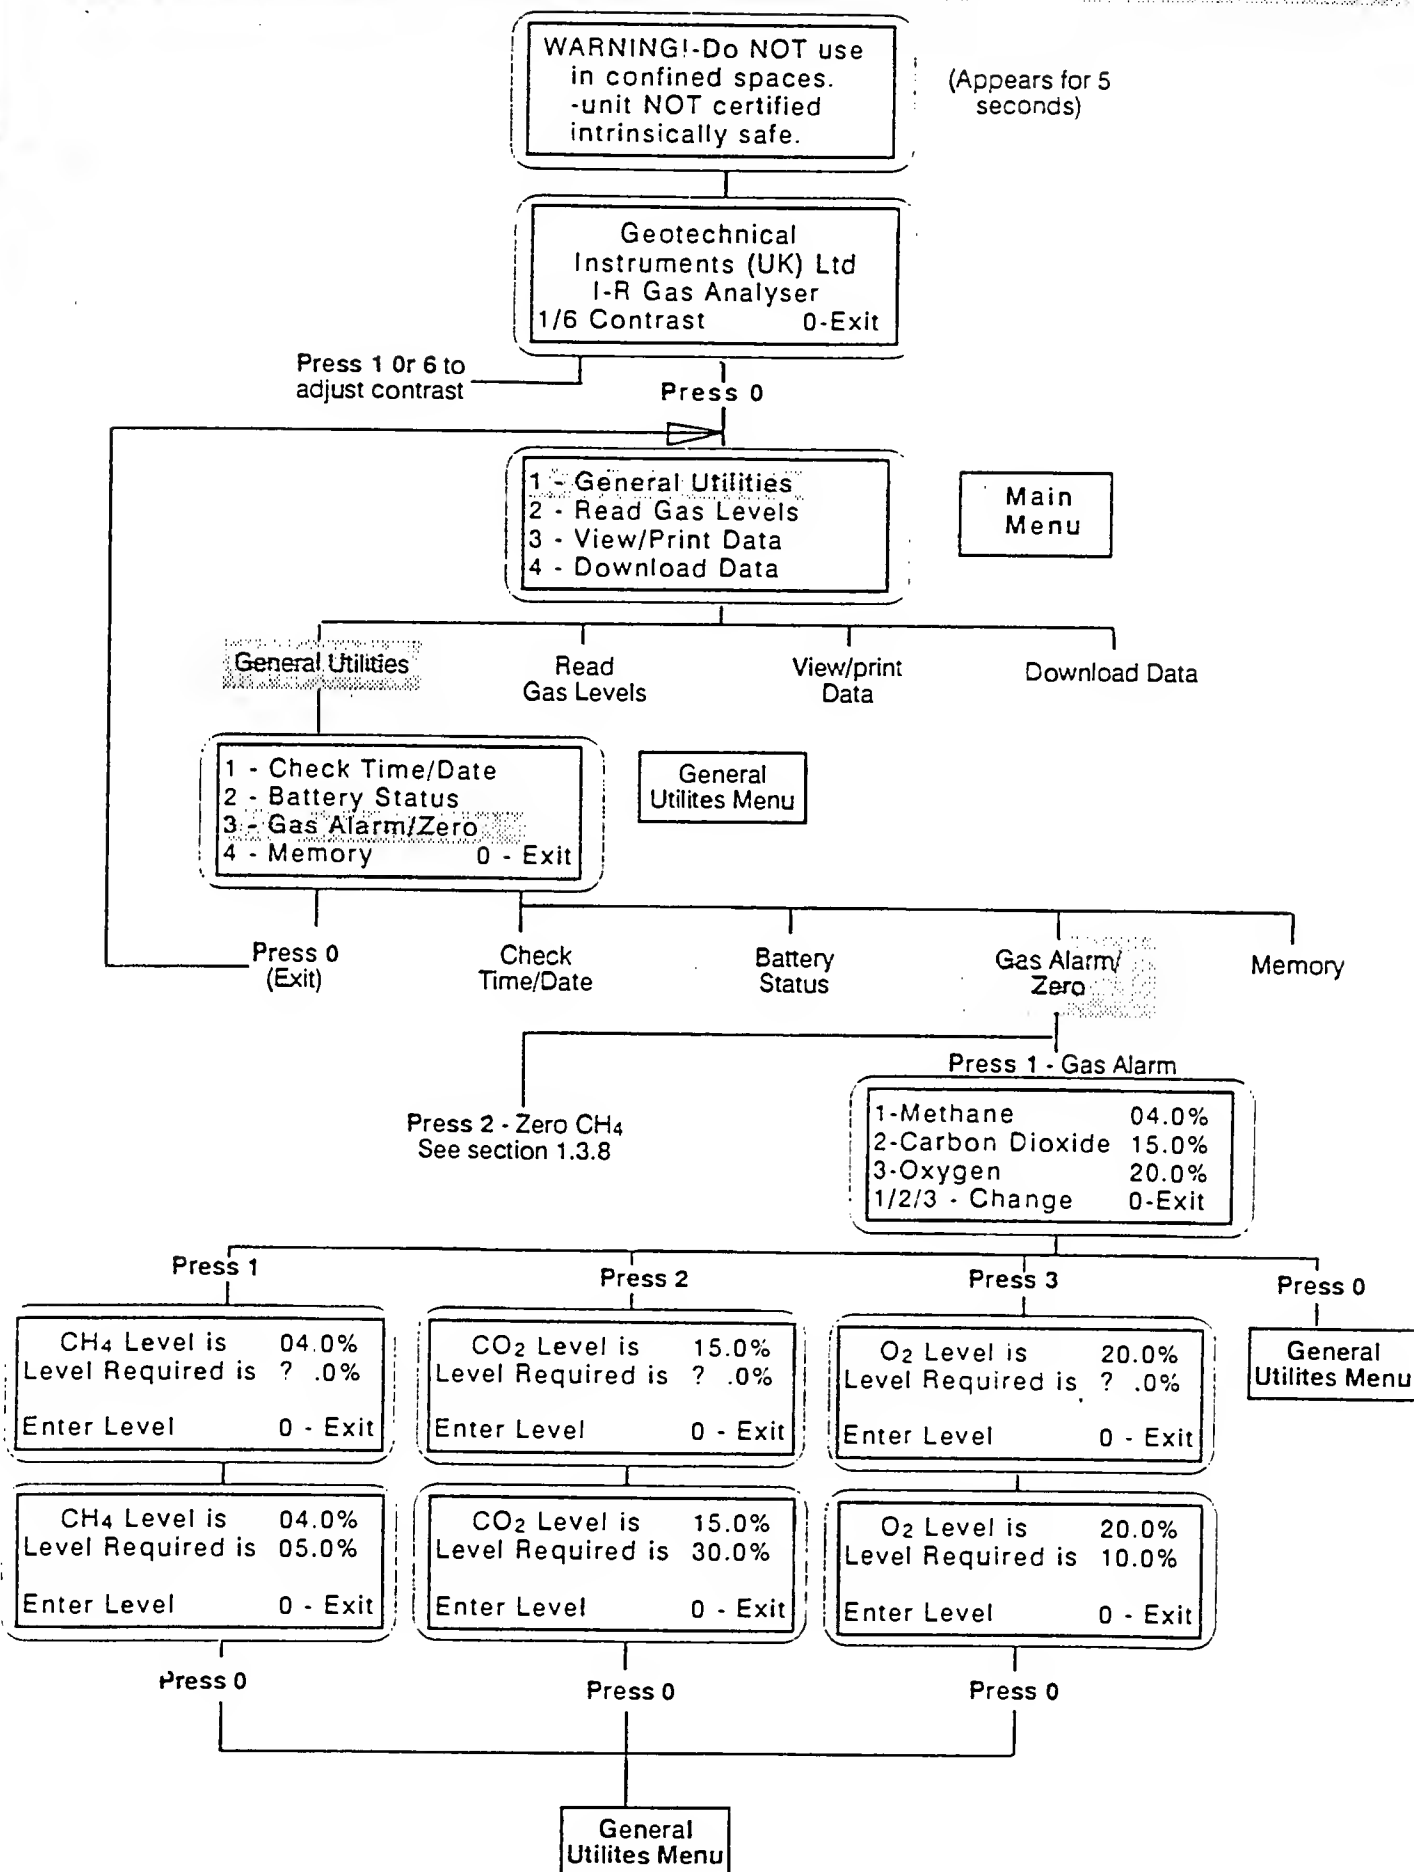 WARNING!-Do NOT use
in confined spaces.
-unit NOT certified
intrinsically safe.
(Appears for 5
seconds)
Geotechnical
Instruments (UK) Ltd
I-R Gas Analyser
1/6 Contrast 0-Exit
Press 1 0r 6 to
adjust contrast
Press 0
1 - General Utilities
2 - Read Gas Levels
3 - View/Print Data
4 - Download Data
Main
Menu
General Utilities
Read
Gas Levels
View/print
Data
Download Data
1 - Check Time/Date
2 - Battery Status
3 - Gas Alarm/Zero
4 - Memory 0 - Exit
General
Utilites Menu
Press 0
(Exit)
Check
Time/Date
Battery
Status
Gas Alarm/
Zero
Memory
Press 2 - Zero CH4
See section 1.3.8
Press 1 - Gas Alarm
1-Methane 04.0%
2-Carbon Dioxide 15.0%
3-Oxygen 20.0%
1/2/3 - Change 0-Exit
Press 1
Press 2
Press 3
Press 0
CH4 Level is 04.0%
Level Required is ? .0%
Enter Level 0 - Exit
CO2 Level is 15.0%
Level Required is ? .0%
Enter Level 0 - Exit
O2 Level is 20.0%
Level Required is ? .0%
Enter Level 0 - Exit
General
Utilites Menu
CH4 Level is 04.0%
Level Required is 05.0%
Enter Level 0 - Exit
CO2 Level is 15.0%
Level Required is 30.0%
Enter Level 0 - Exit
O2 Level is 20.0%
Level Required is 10.0%
Enter Level 0 - Exit
Press 0
Press 0
Press 0
General
Utilites Menu